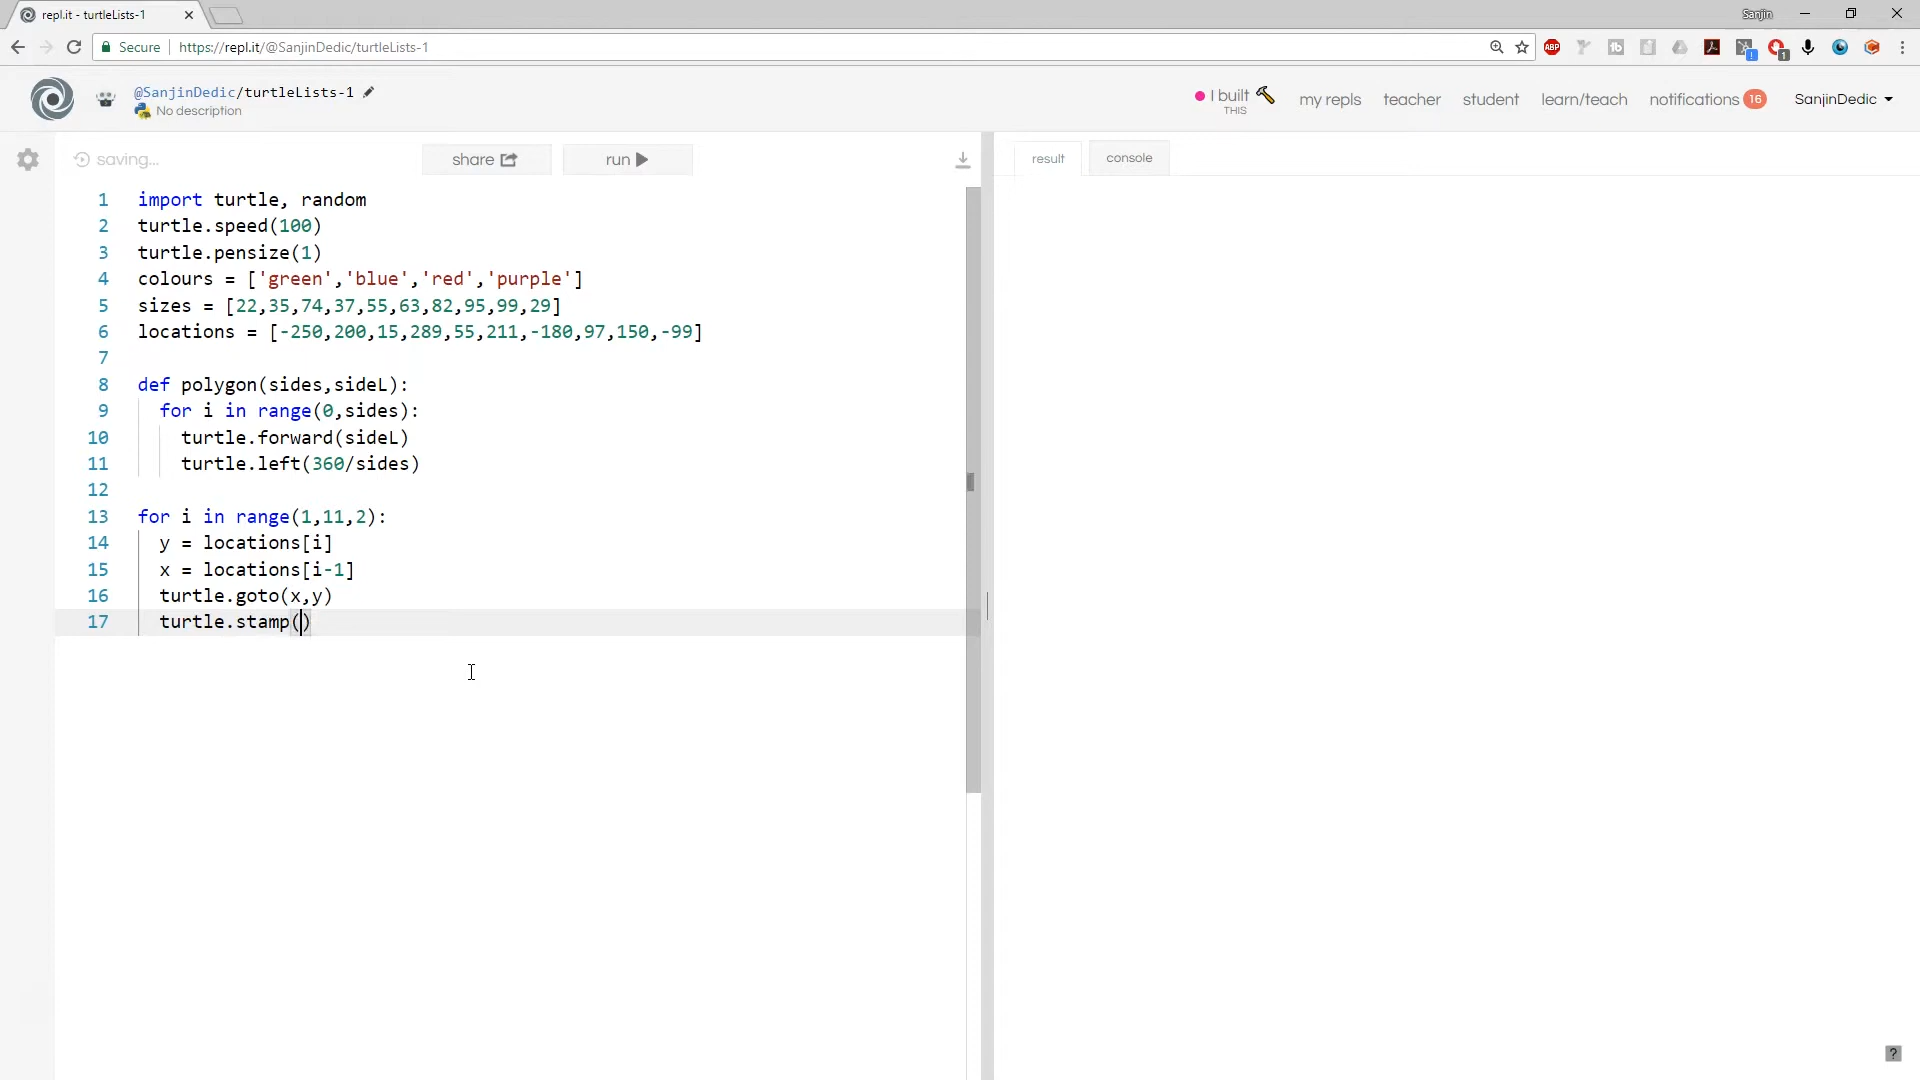 repl.it - turtleLists-1
Sanjin
Secure https://repl.it/@SanjinDedic/turtleLists-1
ABP
1
@SanjinDedic/turtleLists-1
No description
I built
THIS
my repls
teacher
student
learn/teach
notifications 16
SanjinDedic
saving...
share
run
result
console
1 import turtle, random
2 turtle.speed(100)
3 turtle.pensize(1)
4 colours = ['green','blue','red','purple']
5 sizes = [22,35,74,37,55,63,82,95,99,29]
6 locations = [-250,200,15,289,55,211,-180,97,150,-99]
7
8 def polygon(sides,sideL):
9 for i in range(0,sides):
10 turtle.forward(sideL)
11 turtle.left(360/sides)
12
13 for i in range(1,11,2):
14 y = locations[i]
15 x = locations[i-1]
16 turtle.goto(x,y)
17 turtle.stamp()
?